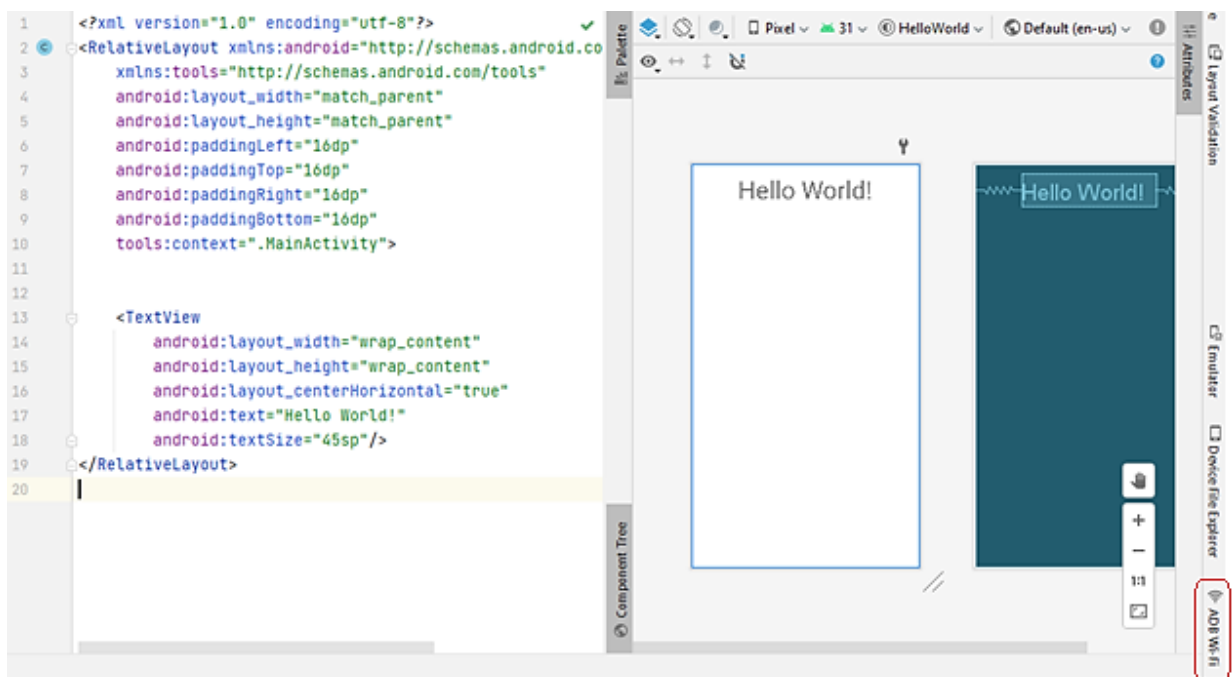 1 <?xml version="1.0" encoding="utf-8"?>
2 <RelativeLayout xmlns:android="http://schemas.android.co
3 xmlns:tools="http://schemas.android.com/tools"
4 android:layout_width="match_parent"
5 android:layout_height="match_parent"
6 android:paddingLeft="16dp"
7 android:paddingTop="16dp"
8 android:paddingRight="16dp"
9 android:paddingBottom="16dp"
10 tools:context=".MainActivity">
11
12
13 <TextView
14 android:layout_width="wrap_content"
15 android:layout_height="wrap_content"
16 android:layout_centerHorizontal="true"
17 android:text="Hello World!"
18 android:textSize="45sp"/>
19 </RelativeLayout>
20
Palette
Component Tree
Pixel 31 HelloWorld Default (en-us)
Hello World!
Hello World!
1:1
Attributes
e
Layout Validation
Emulator
Device File Explorer
ADB Wi-Fi